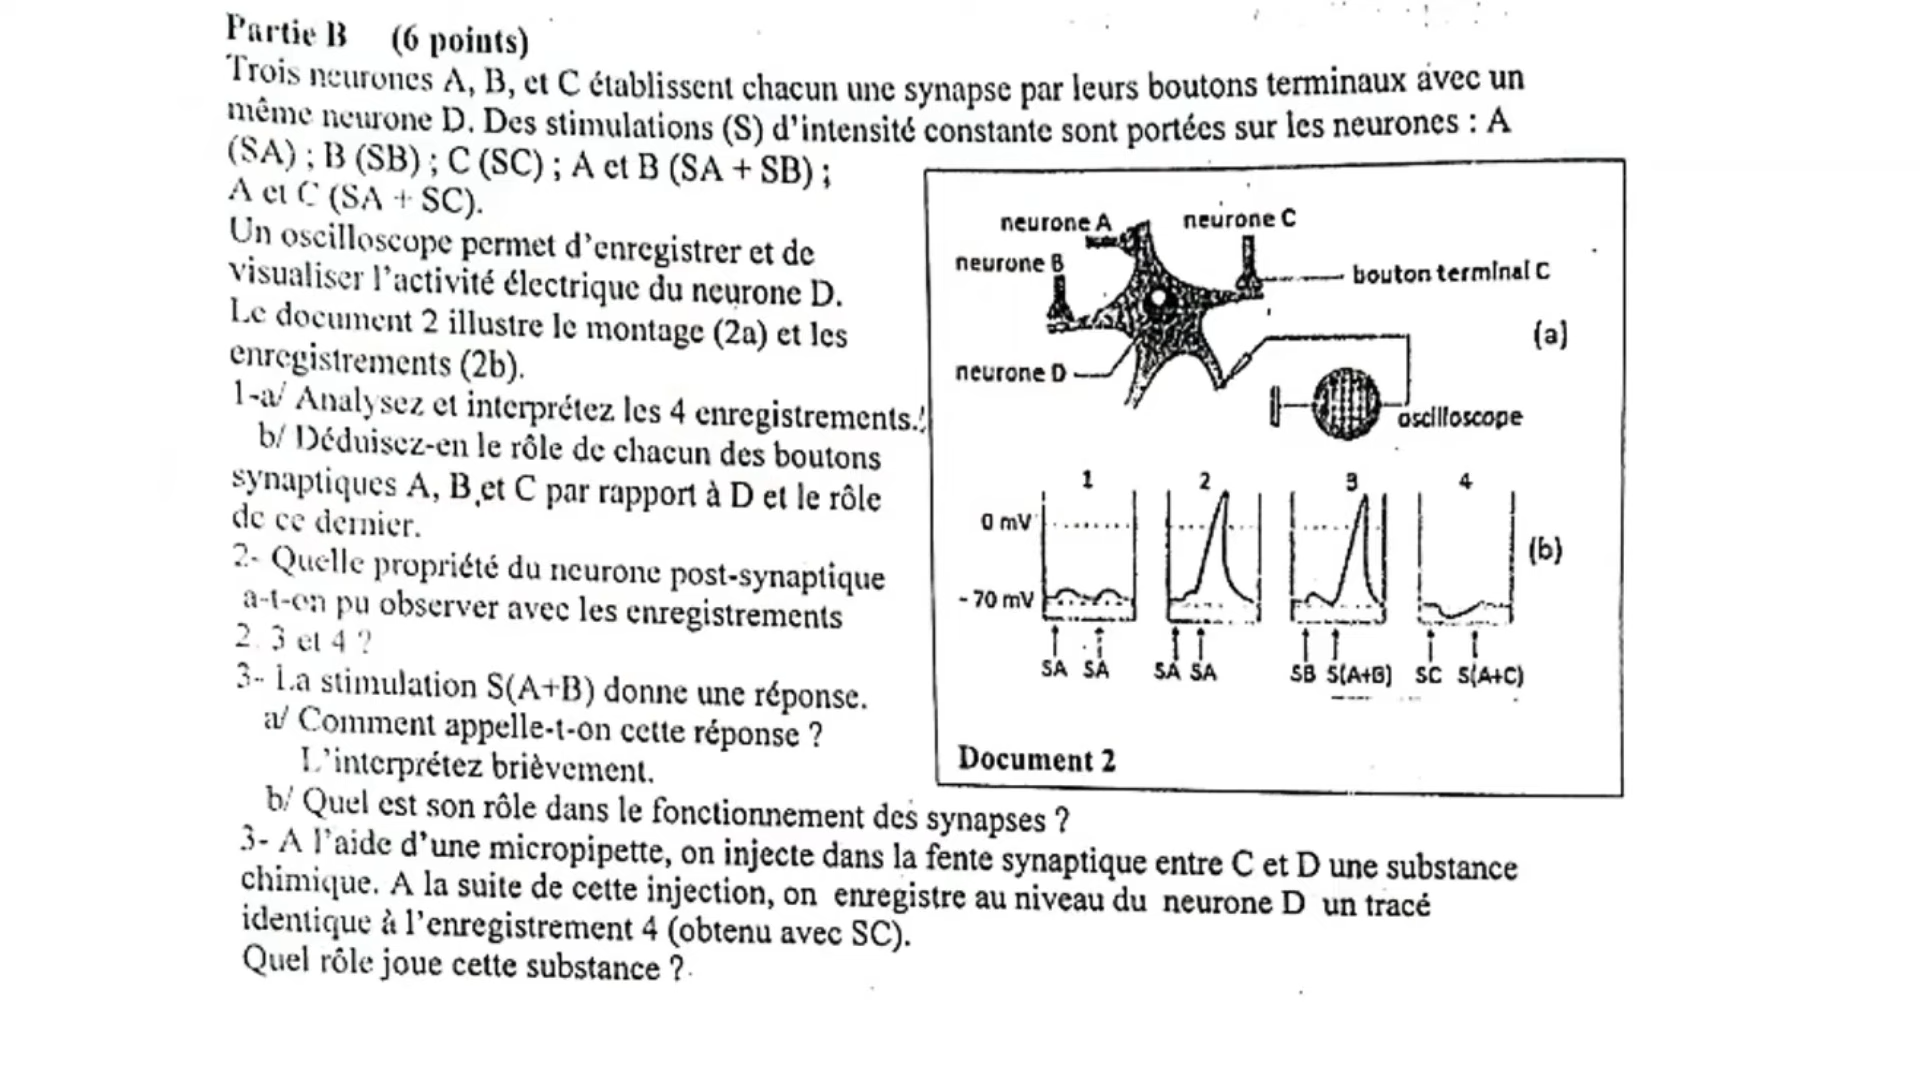 Partie B (6 points)
Trois neurones A, B, et C établissent chacun une synapse par leurs boutons terminaux avec un
même neurone D. Des stimulations (S) d'intensité constante sont portées sur les neurones : A
(SA) ; B (SB) ; C (SC) ; A et B (SA + SB) ;
A et C (SA + SC).
Un oscilloscope permet d'enregistrer et de
visualiser l'activité électrique du neurone D.
Le document 2 illustre le montage (2a) et les
enregistrements (2b).
1-a/ Analysez et interprétez les 4 enregistrements.
b/ Déduisez-en le rôle de chacun des boutons
synaptiques A, B et C par rapport à D et le rôle
de ce dernier.
2- Quelle propriété du neurone post-synaptique
a-t-on pu observer avec les enregistrements
2. 3 et 4 ?
3- La stimulation S(A+B) donne une réponse.
a/ Comment appelle-t-on cette réponse ?
L'interprétez brièvement.
b/ Quel est son rôle dans le fonctionnement des synapses ?
3- A l'aide d'une micropipette, on injecte dans la fente synaptique entre C et D une substance
chimique. A la suite de cette injection, on enregistre au niveau du neurone D un tracé
identique à l'enregistrement 4 (obtenu avec SC).
Quel rôle joue cette substance ?
neurone A
neurone C
neurone B
bouton terminal C
(a)
neurone D
oscilloscope
1 2 3 4
0 mV
(b)
- 70 mV
SA SA SA SA SB S(A+B) SC S(A+C)
Document 2